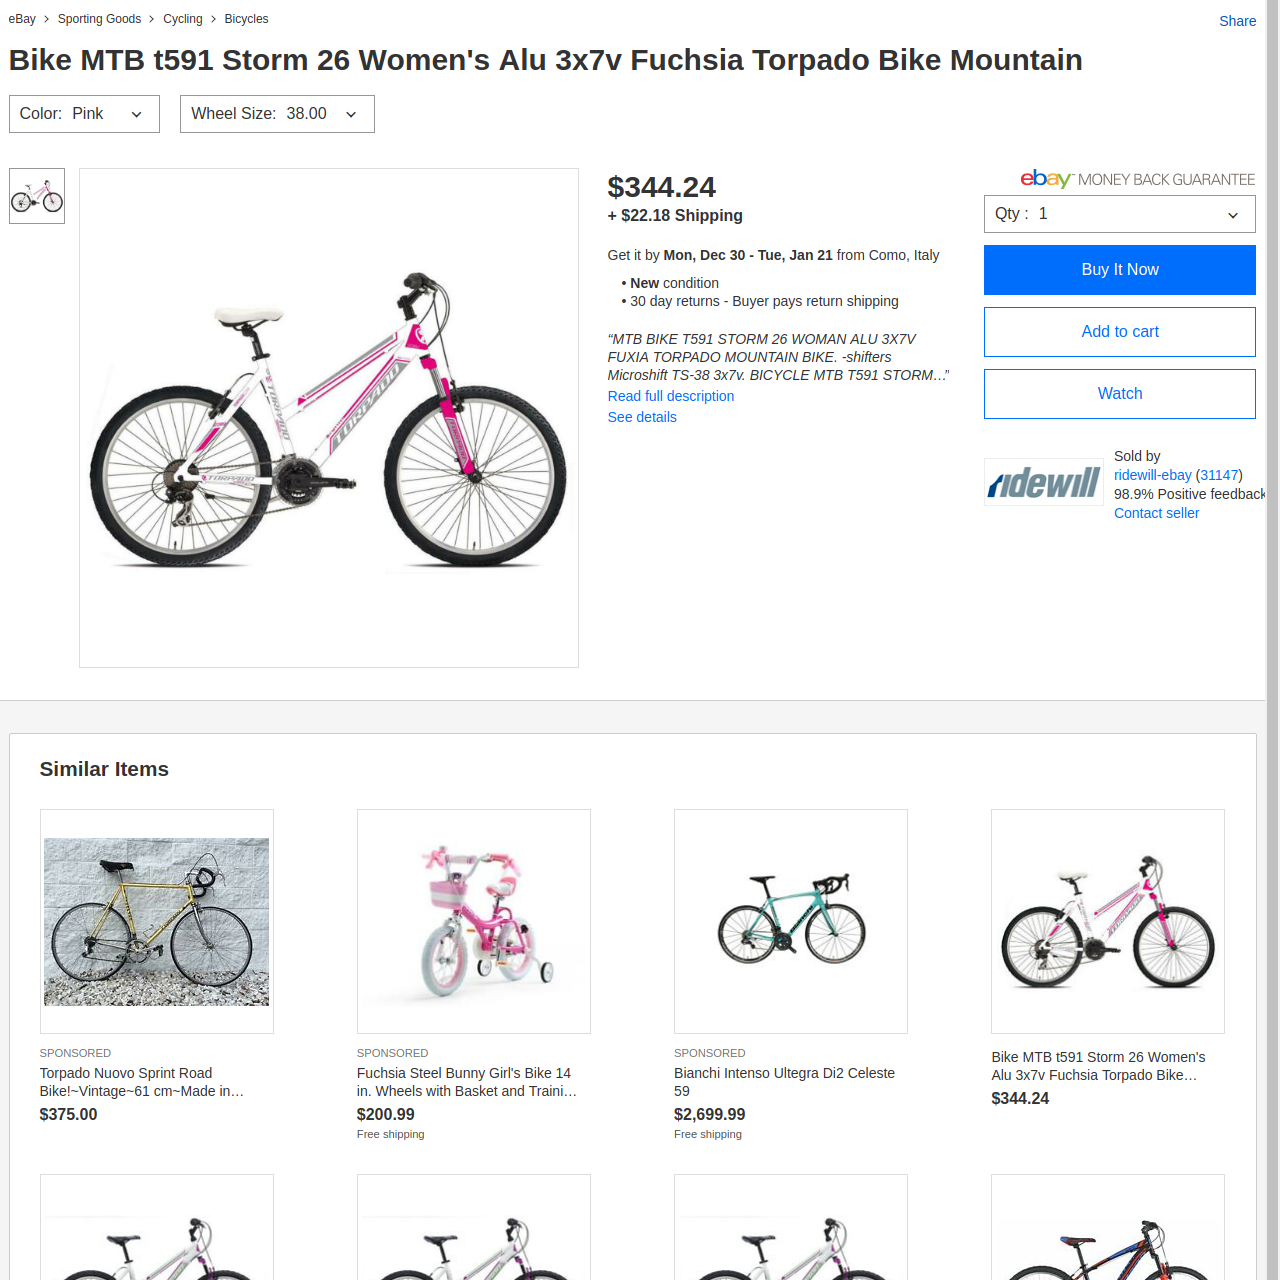 eBay
Sporting Goods
Cycling
Bicycles
Share
Bike MTB t591 Storm 26 Women's Alu 3x7v Fuchsia Torpado Bike Mountain
Color: Pink
Wheel Size: 38.00
$344.24
+ $22.18 Shipping
Get it by Mon, Dec 30 - Tue, Jan 21 from Como, Italy
• New condition
• 30 day returns - Buyer pays return shipping
“MTB BIKE T591 STORM 26 WOMAN ALU 3X7V
FUXIA TORPADO MOUNTAIN BIKE. -shifters
Microshift TS-38 3x7v. BICYCLE MTB T591 STORM…”
Read full description
See details
ebay MONEY BACK GUARANTEE
Qty : 1
Buy It Now
Add to cart
Watch
ridewill
Sold by
ridewill-ebay (31147)
98.9% Positive feedback
Contact seller
TORPADO
TORPADO
TORPADO
Similar Items
SPONSORED
Torpado Nuovo Sprint Road
Bike!~Vintage~61 cm~Made in…
$375.00
SPONSORED
Fuchsia Steel Bunny Girl's Bike 14
in. Wheels with Basket and Traini…
$200.99
Free shipping
SPONSORED
Bianchi Intenso Ultegra Di2 Celeste
59
$2,699.99
Free shipping
Bike MTB t591 Storm 26 Women's
Alu 3x7v Fuchsia Torpado Bike…
$344.24